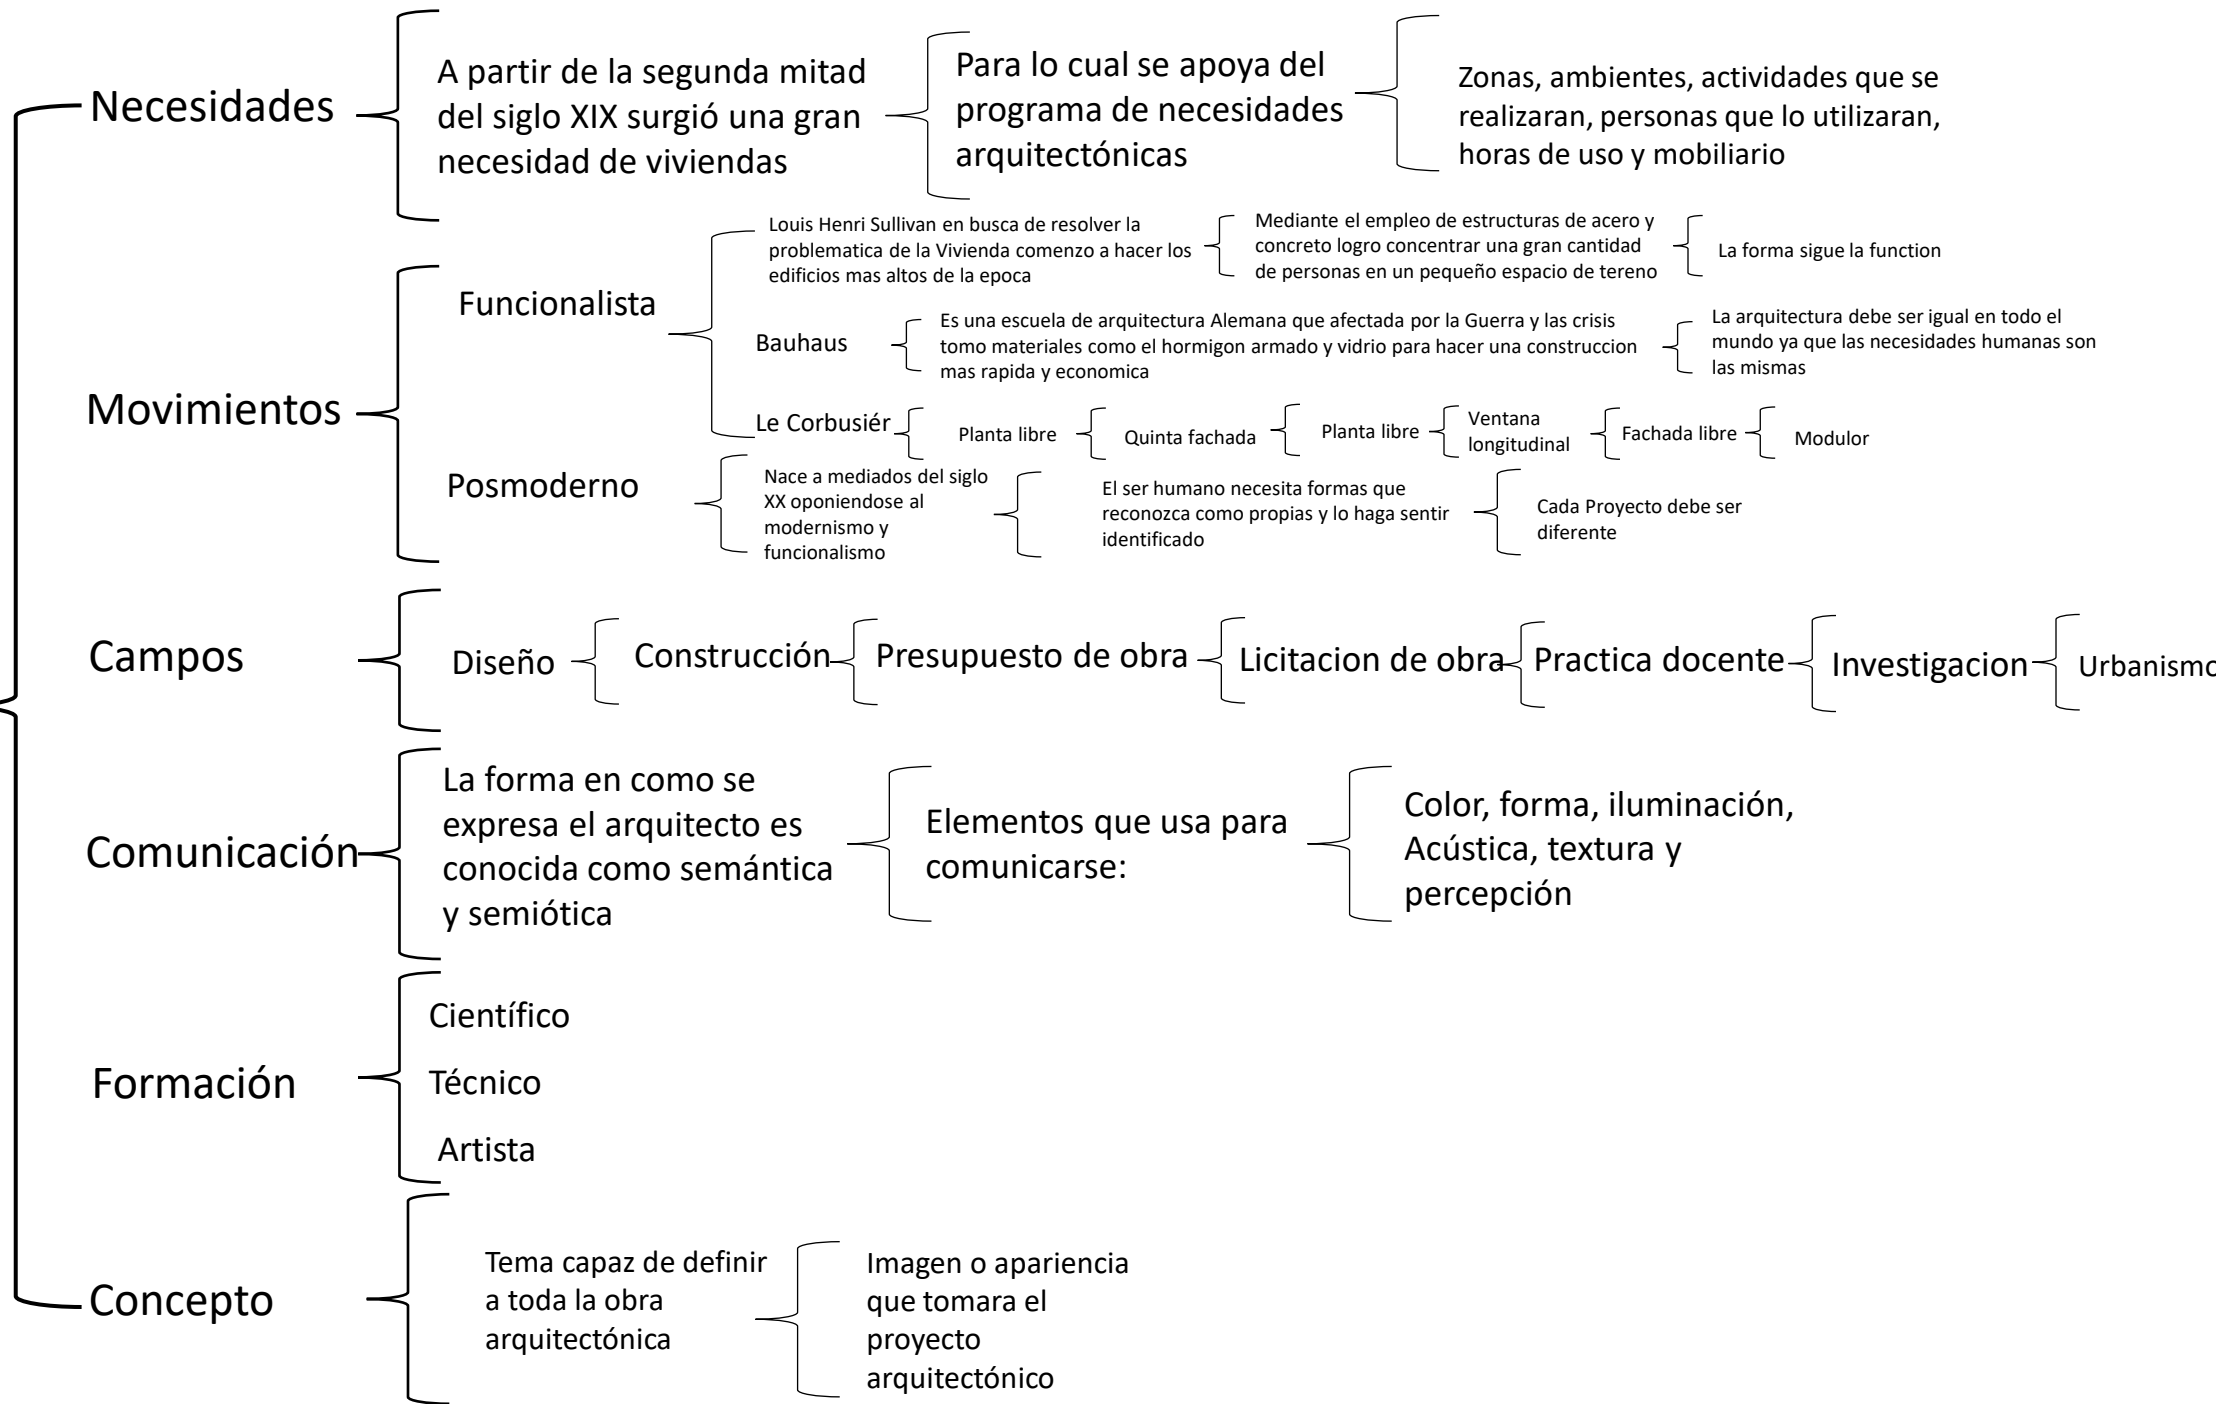 Necesidades
A partir de la segunda mitad
del siglo XIX surgió una gran
necesidad de viviendas
Para lo cual se apoya del
programa de necesidades
arquitectónicas
Zonas, ambientes, actividades que se
realizaran, personas que lo utilizaran,
horas de uso y mobiliario
Movimientos
Funcionalista
Louis Henri Sullivan en busca de resolver la
problematica de la Vivienda comenzo a hacer los
edificios mas altos de la epoca
Mediante el empleo de estructuras de acero y
concreto logro concentrar una gran cantidad
de personas en un pequeño espacio de tereno
La forma sigue la function
Bauhaus
Es una escuela de arquitectura Alemana que afectada por la Guerra y las crisis
tomo materiales como el hormigon armado y vidrio para hacer una construccion
mas rapida y economica
La arquitectura debe ser igual en todo el
mundo ya que las necesidades humanas son
las mismas
Le Corbusiér
Planta libre
Quinta fachada
Planta libre
Ventana
longitudinal
Fachada libre
Modulor
Posmoderno
Nace a mediados del siglo
XX oponiendose al
modernismo y
funcionalismo
El ser humano necesita formas que
reconozca como propias y lo haga sentir
identificado
Cada Proyecto debe ser
diferente
Campos
Diseño
Construcción
Presupuesto de obra
Licitacion de obra
Practica docente
Investigacion
Urbanismo
Comunicación
La forma en como se
expresa el arquitecto es
conocida como semántica
y semiótica
Elementos que usa para
comunicarse:
Color, forma, iluminación,
Acústica, textura y
percepción
Formación
Científico
Técnico
Artista
Concepto
Tema capaz de definir
a toda la obra
arquitectónica
Imagen o apariencia
que tomara el
proyecto
arquitectónico